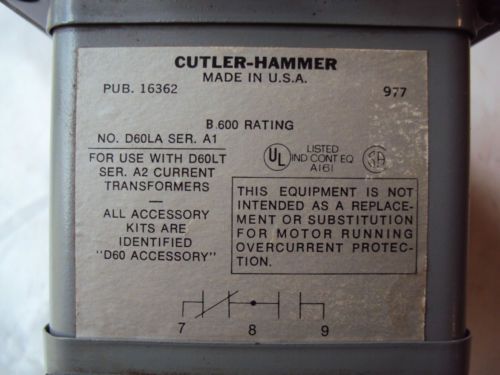 CUTLER-HAMMER
MADE IN U.S.A.
PUB. 16362 977
B.600 RATING
NO. D60LA SER. A1
FOR USE WITH D60LT
SER. A2 CURRENT
TRANSFORMERS
—
ALL ACCESSORY
KITS ARE
IDENTIFIED
"D60 ACCESSORY"
UL LISTED
IND CONT EQ
A161
SA
THIS EQUIPMENT IS NOT
INTENDED AS A REPLACE-
MENT OR SUBSTITUTION
FOR MOTOR RUNNING
OVERCURRENT PROTEC-
TION.
7 8 9